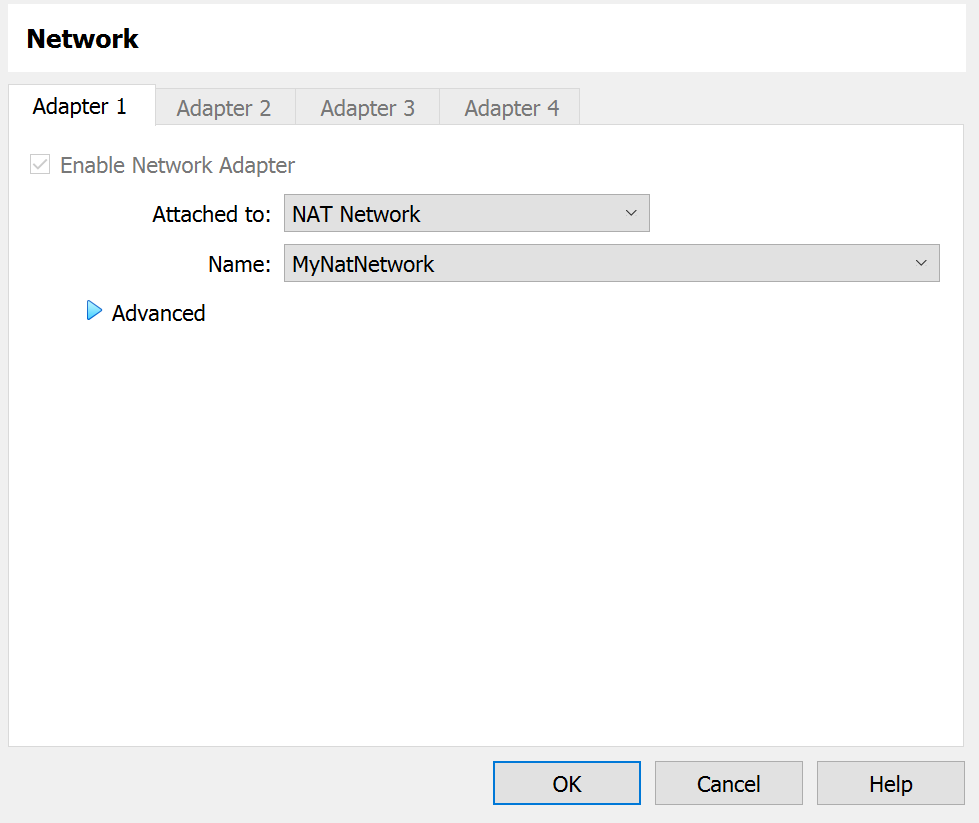 Network
Adapter 1 Adapter 2 Adapter 3 Adapter 4
Enable Network Adapter
Attached to: NAT Network
Name: MyNatNetwork
Advanced
OK Cancel Help